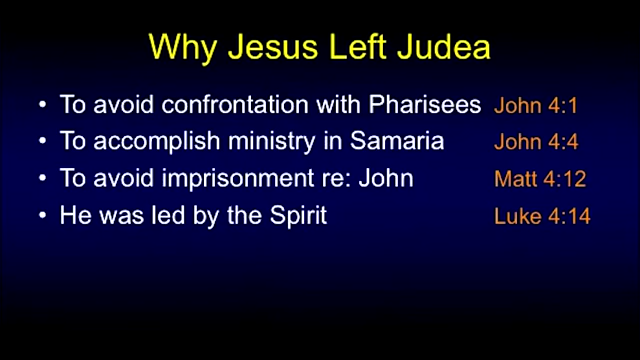 Why Jesus Left Judea
• To avoid confrontation with Pharisees John 4:1
• To accomplish ministry in Samaria John 4:4
• To avoid imprisonment re: John Matt 4:12
• He was led by the Spirit Luke 4:14